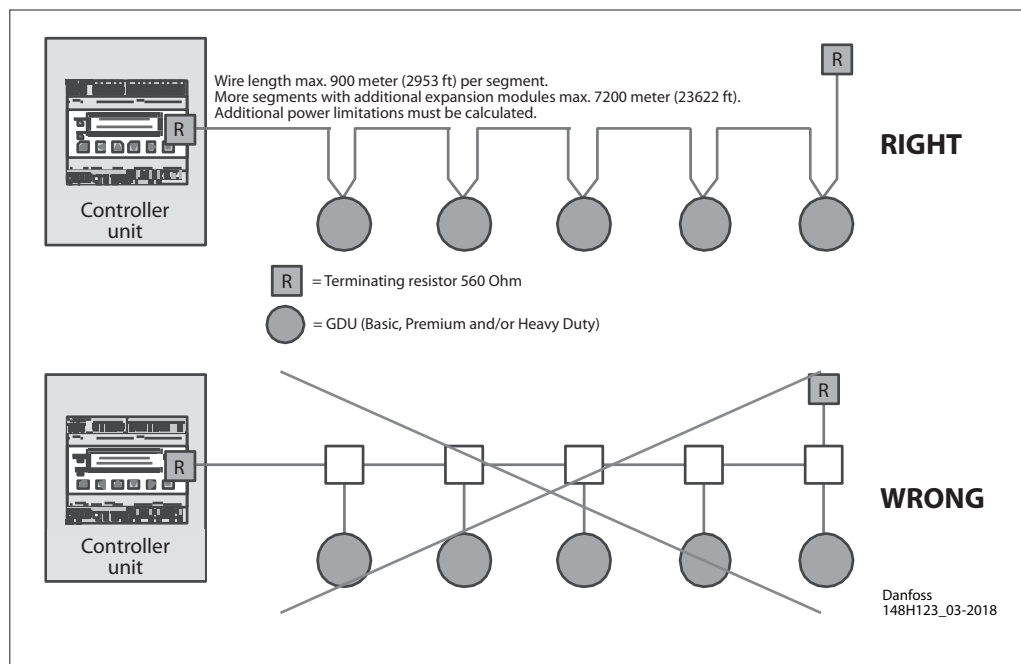 Wire length max. 900 meter (2953 ft) per segment.
More segments with additional expansion modules max. 7200 meter (23622 ft).
Additional power limitations must be calculated.
R
R
RIGHT
Controller
unit
R = Terminating resistor 560 Ohm
= GDU (Basic, Premium and/or Heavy Duty)
R
R
WRONG
Controller
unit
Danfoss
148H123_03-2018